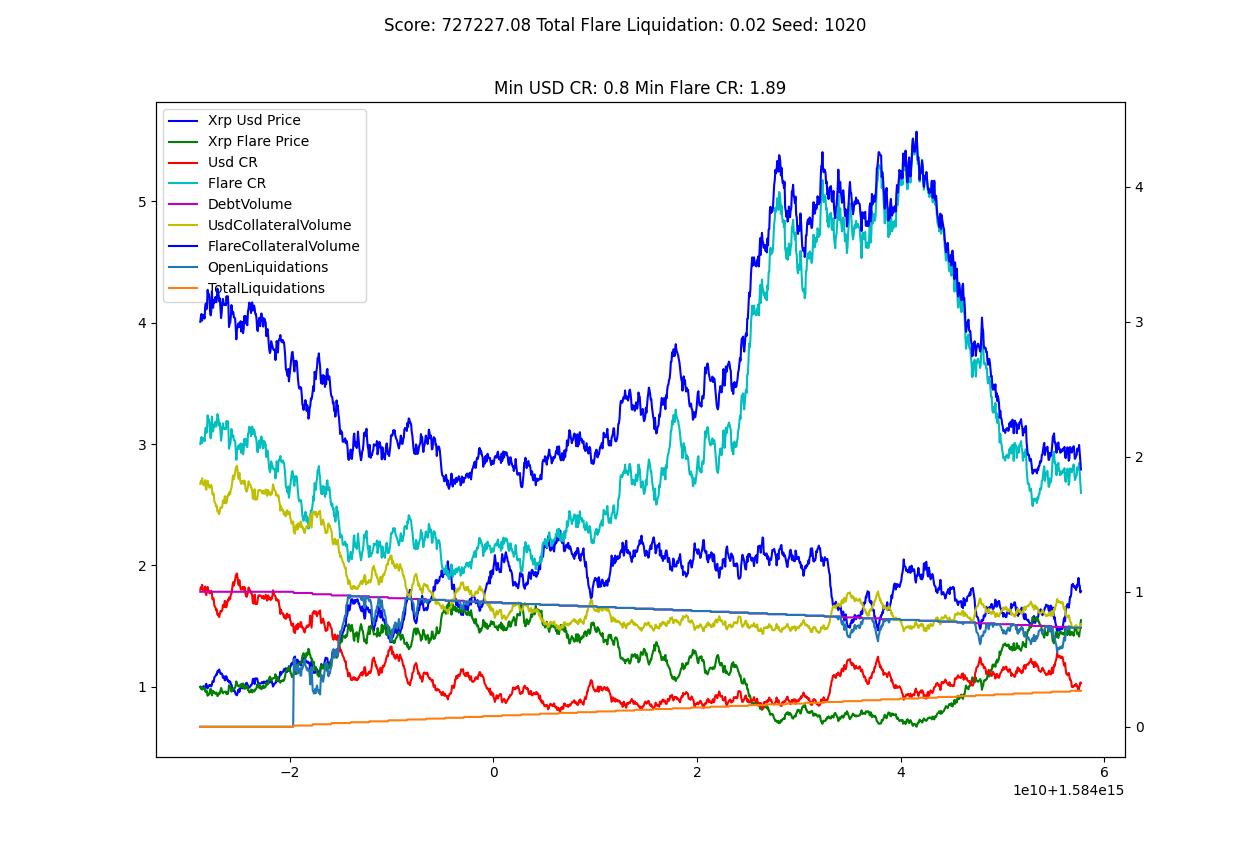 Score: 727227.08 Total Flare Liquidation: 0.02 Seed: 1020
Min USD CR: 0.8 Min Flare CR: 1.89
Xrp Usd Price
Xrp Flare Price
Usd CR
Flare CR
DebtVolume
UsdCollateralVolume
FlareCollateralVolume
OpenLiquidations
TotalLiquidations
5
4
3
2
1
4
3
2
1
0
−2
0
2
4
6
1e10+1.584e15